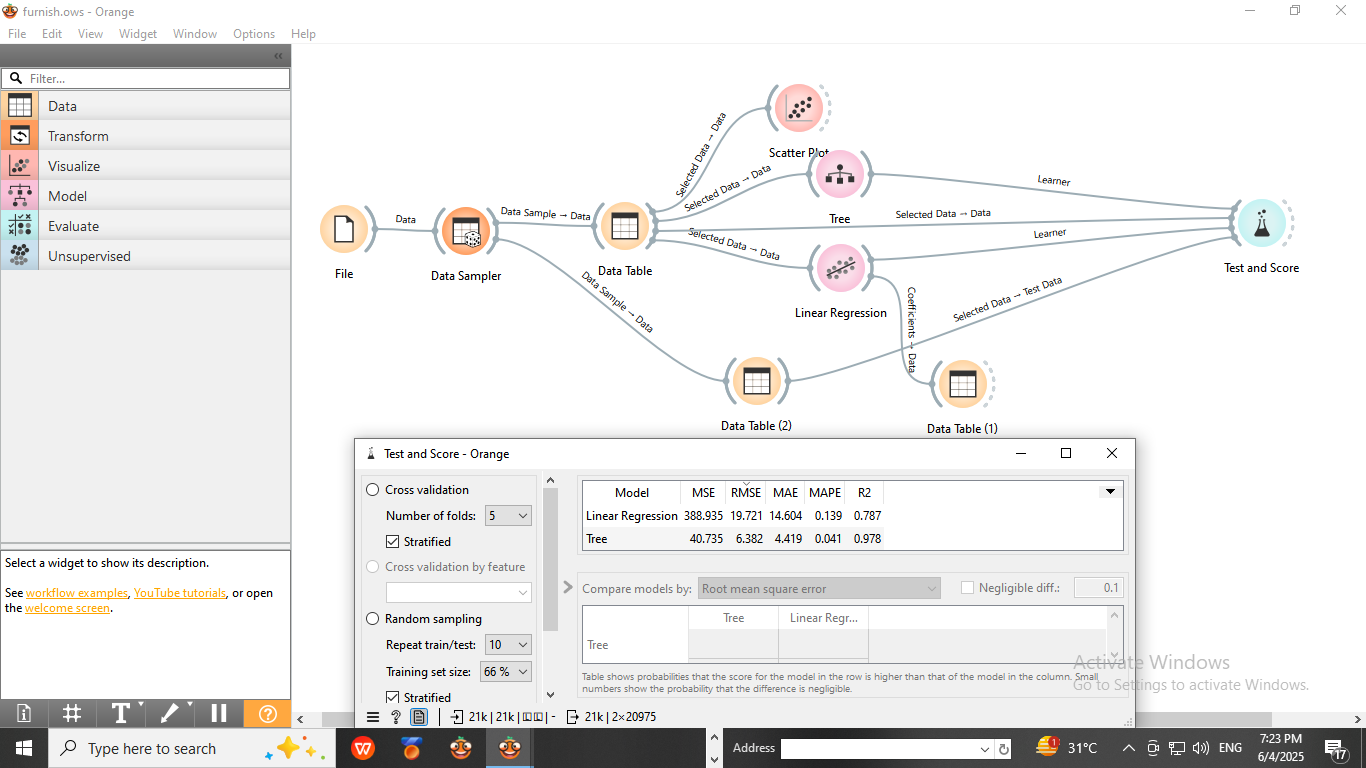 furnish.ows - Orange
File Edit View Widget Window Options Help
Filter...
Data
Transform
Visualize
Model
Evaluate
Unsupervised
Select a widget to show its description.
See workflow examples, YouTube tutorials, or open
the welcome screen.
Scatter Plot
Selected Data → Data
Selected Data → Data
Learner
Tree
Data
Data Sample → Data
Selected Data → Data
Selected Data → Data
Learner
File
Data Sampler
Data Table
Test and Score
Data Sample → Data
Linear Regression
Coefficients → Data
Selected Data → Test Data
Data Table (2)
Data Table (1)
Test and Score - Orange
Cross validation
Number of folds: 5
Stratified
Cross validation by feature
Random sampling
Repeat train/test: 10
Training set size: 66 %
Stratified
Model MSE RMSE MAE MAPE R2
Linear Regression 388.935 19.721 14.604 0.139 0.787
Tree 40.735 6.382 4.419 0.041 0.978
Compare models by: Root mean square error Negligible diff.: 0.1
Tree Linear Regr...
Tree
Table shows probabilities that the score for the model in the row is higher than that of the model in the column. Small
numbers show the probability that the difference is negligible.
21k | 21k | - 21k | 2×20975
Activate Windows
Go to Settings to activate Windows.
Type here to search
Address
31°C
ENG
7:23 PM
6/4/2025
1
17